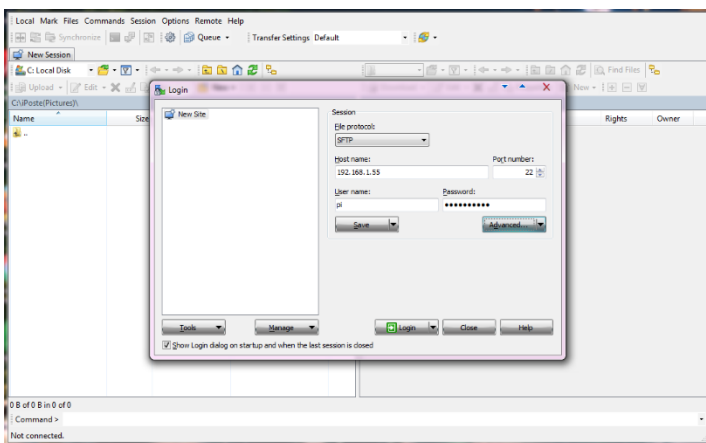 Local Mark Files Commands Session Options Remote Help
Synchronize Queue Transfer Settings Default
New Session
C: Local Disk Find Files
Upload Edit Download New
C:\iPoste(Pictures)\
Name Size Rights Owner
..
Login
New Site
Session
File protocol:
SFTP
Host name: Port number:
192.168.1.55 22
User name: Password:
pi ••••••••••
Save Advanced...
Tools Manage Login Close Help
Show Login dialog on startup and when the last session is closed
0 B of 0 B in 0 of 0
Command >
Not connected.